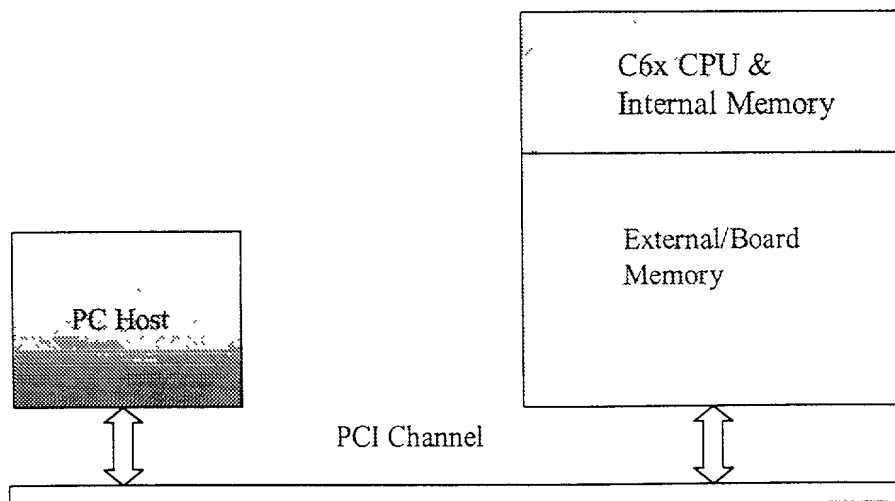 C6x CPU &
Internal Memory
External/Board
Memory
PC Host
PCI Channel